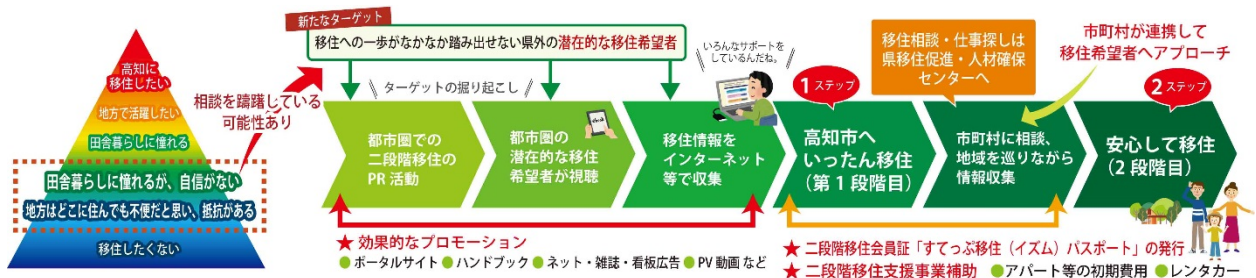 新たなターゲット
移住への一歩がなかなか踏み出せない県外の潜在的な移住希望者
高知に
移住したい
地方で活躍したい
田舎暮らしに憧れる
田舎暮らしに憧れるが、自信がない
地方はどこに住んでも不便だと思い、抵抗がある
移住したくない
相談を躊躇している
可能性あり
ターゲットの掘り起こし
いろんなサポートを
しているんだね。
都市圏での
二段階移住の
PR活動
都市圏の
潜在的な移住
希望者が視聴
移住情報を
インターネット
等で収集
1ステップ
高知市へ
いったん移住
(第1段階目)
移住相談・仕事探しは
県移住促進・人材確保
センターへ
市町村に相談、
地域を巡りながら
情報収集
市町村が連携して
移住希望者へアプローチ
2ステップ
安心して移住
(2段階目)
★ 効果的なプロモーション
●ポータルサイト ●ハンドブック ●ネット・雑誌・看板広告 ●PV動画 など
★ 二段階移住会員証「すてっぷ移住(イズム)パスポート」の発行
★ 二段階移住支援事業補助 ●アパート等の初期費用 ●レンタカー